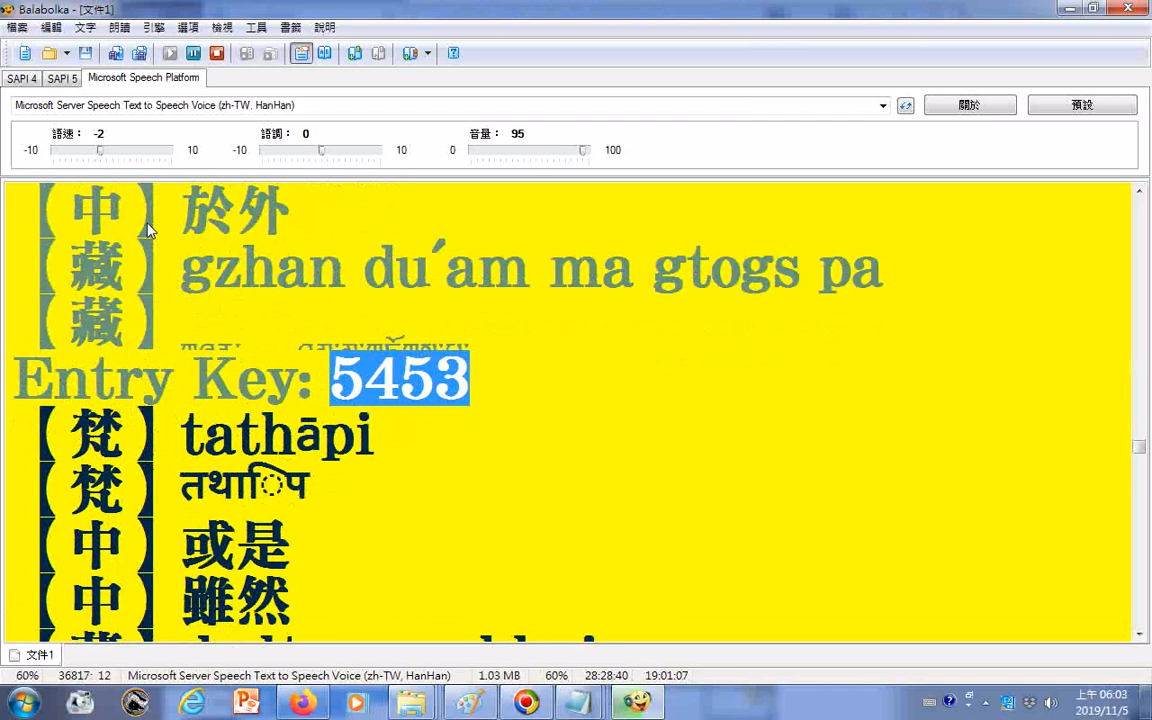 Balabolka - [文件1]
檔案 編輯 文字 朗讀 引擎 選項 檢視 工具 書籤 說明
SAPI 4 SAPI 5 Microsoft Speech Platform
Microsoft Server Speech Text to Speech Voice (zh-TW, HanHan) 關於 預設
語速： -2 語調： 0 音量： 95
-10 10 -10 10 0 100
【中】 於外
【藏】 gzhan du´am ma gtogs pa
【藏】
Entry Key: 5453
【梵】 tathāpi
【梵】 तथािप
【中】 或是
【中】 雖然
文件1
60% 36817: 12 Microsoft Server Speech Text to Speech Voice (zh-TW, HanHan) 1.03 MB 60% 28:28:40 19:01:07
上午 06:03
2019/11/5